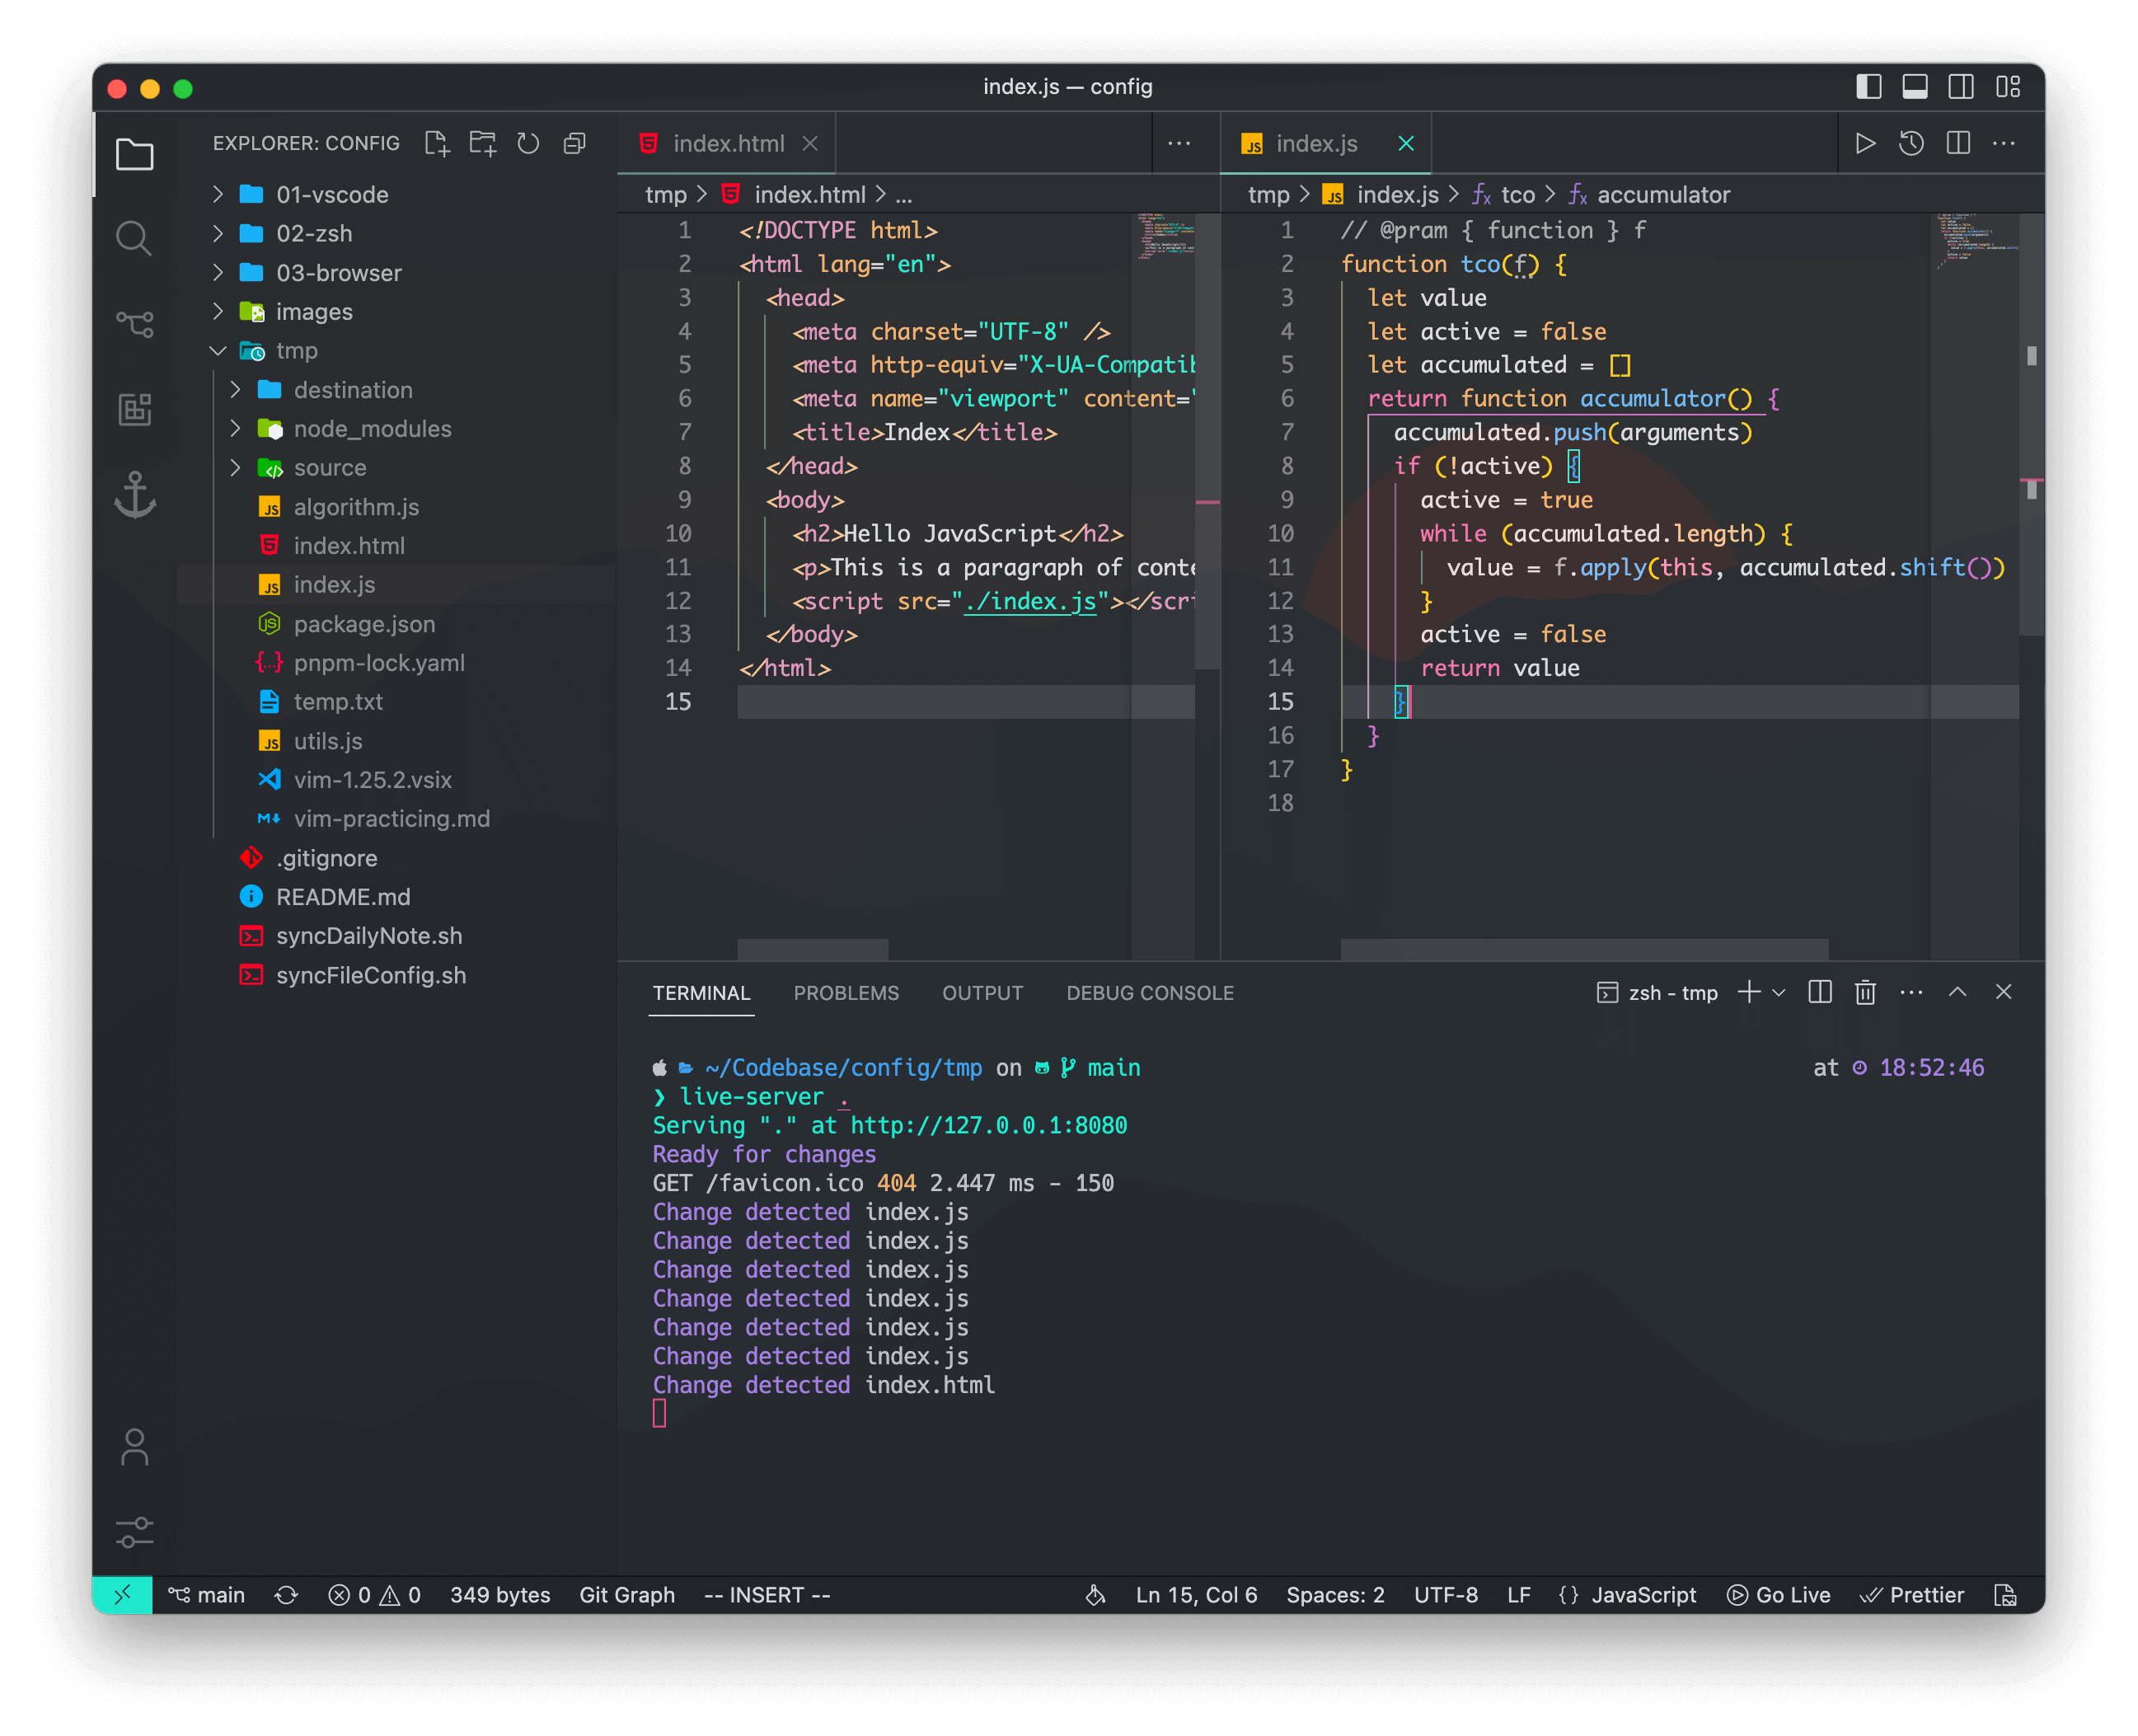 index.js — config
EXPLORER: CONFIG
01-vscode
02-zsh
03-browser
images
tmp
destination
node_modules
source
algorithm.js
index.html
index.js
package.json
pnpm-lock.yaml
temp.txt
utils.js
vim-1.25.2.vsix
vim-practicing.md
.gitignore
README.md
syncDailyNote.sh
syncFileConfig.sh
index.html
tmp > index.html > ...
1 <!DOCTYPE html>
2 <html lang="en">
3 <head>
4 <meta charset="UTF-8" />
5 <meta http-equiv="X-UA-Compatib
6 <meta name="viewport" content="
7 <title>Index</title>
8 </head>
9 <body>
10 <h2>Hello JavaScript</h2>
11 <p>This is a paragraph of conte
12 <script src="./index.js"></scri
13 </body>
14 </html>
15
index.js
tmp > index.js > tco > accumulator
1 // @pram { function } f
2 function tco(f) {
3 let value
4 let active = false
5 let accumulated = []
6 return function accumulator() {
7 accumulated.push(arguments)
8 if (!active) {
9 active = true
10 while (accumulated.length) {
11 value = f.apply(this, accumulated.shift())
12 }
13 active = false
14 return value
15 }
16 }
17 }
18
TERMINAL PROBLEMS OUTPUT DEBUG CONSOLE zsh - tmp
~/Codebase/config/tmp on main at 18:52:46
❯ live-server .
Serving "." at http://127.0.0.1:8080
Ready for changes
GET /favicon.ico 404 2.447 ms - 150
Change detected index.js
Change detected index.js
Change detected index.js
Change detected index.js
Change detected index.js
Change detected index.js
Change detected index.html
main 0 0 349 bytes Git Graph -- INSERT -- Ln 15, Col 6 Spaces: 2 UTF-8 LF {} JavaScript Go Live Prettier